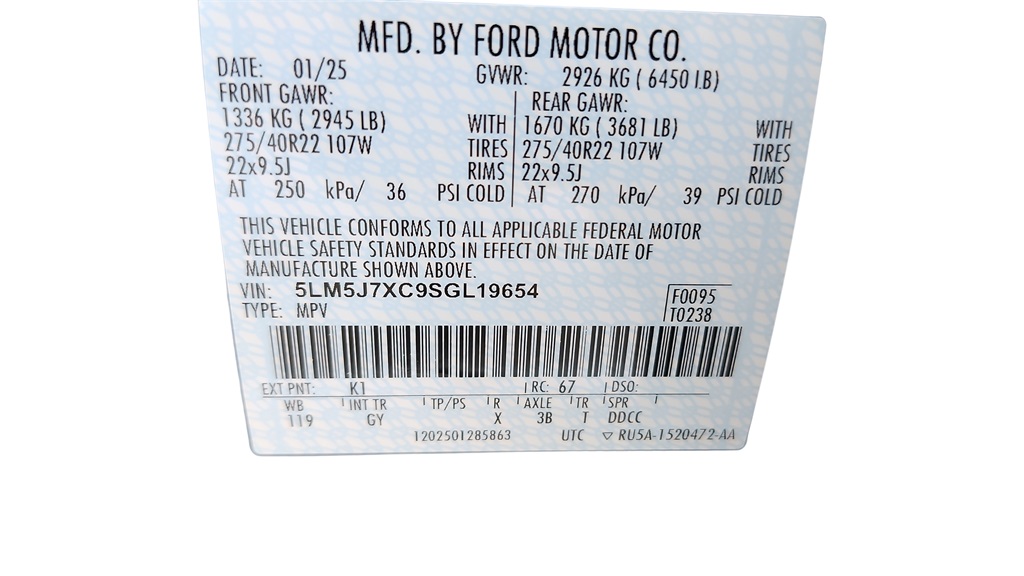 MFD. BY FORD MOTOR CO.
DATE: 01/25 GVWR: 2926 KG ( 6450 LB)
FRONT GAWR: REAR GAWR:
1336 KG ( 2945 LB) WITH 1670 KG ( 3681 LB) WITH
275/40R22 107W TIRES 275/40R22 107W TIRES
22x9.5J RIMS 22x9.5J RIMS
AT 250 kPa/ 36 PSI COLD AT 270 kPa/ 39 PSI COLD
THIS VEHICLE CONFORMS TO ALL APPLICABLE FEDERAL MOTOR
VEHICLE SAFETY STANDARDS IN EFFECT ON THE DATE OF
MANUFACTURE SHOWN ABOVE.
VIN: 5LM5J7XC9SGL19654 F0095
TYPE: MPV T0238
EXT PNT: K1 RC: 67 DSO:
WB INT TR TP/PS R AXLE TR SPR
119 GY X 3B T DDCC
1202501285863 UTC ▽ RU5A-1520472-AA